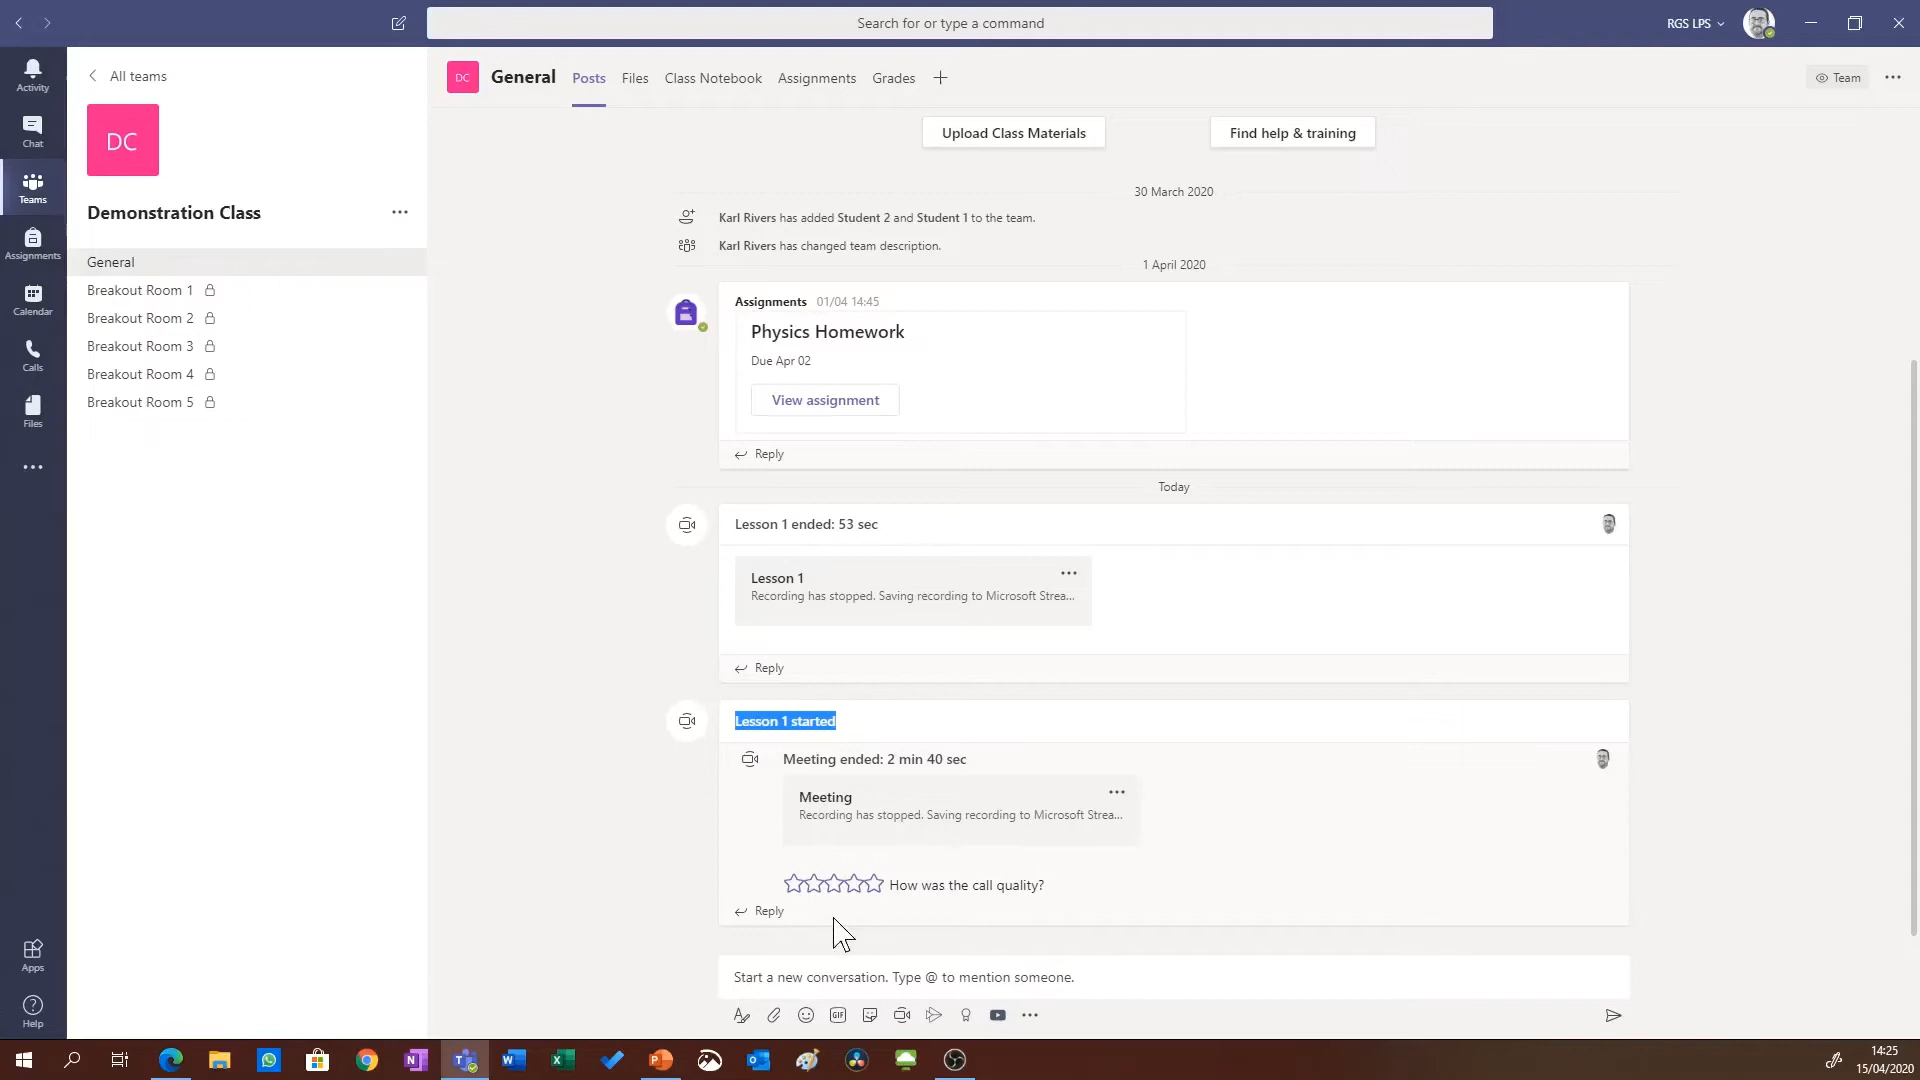 Search for or type a command
RGS LPS
Activity
Chat
Teams
Assignments
Calendar
Calls
Files
Apps
Help
All teams
DC
Demonstration Class
General
Breakout Room 1
Breakout Room 2
Breakout Room 3
Breakout Room 4
Breakout Room 5
DC
General
Posts
Files
Class Notebook
Assignments
Grades
Team
Upload Class Materials
Find help & training
30 March 2020
Karl Rivers has added Student 2 and Student 1 to the team.
Karl Rivers has changed team description.
1 April 2020
Assignments 01/04 14:45
Physics Homework
Due Apr 02
View assignment
Reply
Today
Lesson 1 ended: 53 sec
Lesson 1
Recording has stopped. Saving recording to Microsoft Strea...
Reply
Lesson 1 started
Meeting ended: 2 min 40 sec
Meeting
Recording has stopped. Saving recording to Microsoft Strea...
How was the call quality?
Reply
Start a new conversation. Type @ to mention someone.
GIF
14:25
15/04/2020